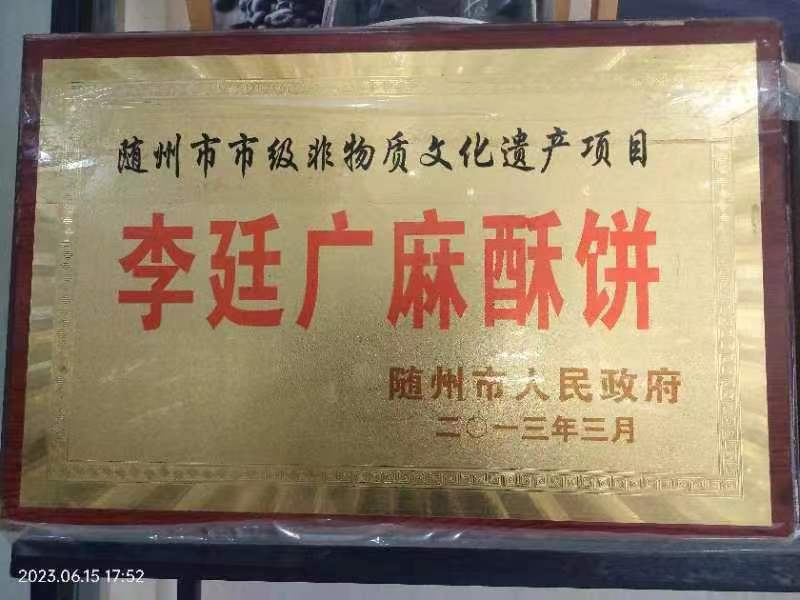 随州市市级非物质文化遗产项目
李廷广麻酥饼
随州市人民政府
二〇一三年三月
2023.06.15 17:52